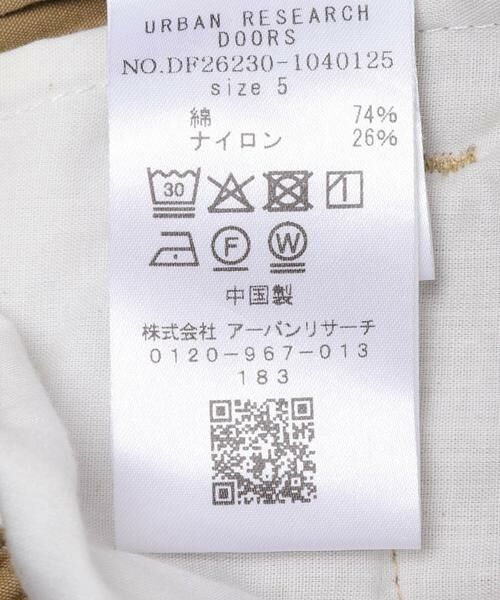 URBAN RESEARCH
DOORS
NO.DF26230-1040125
size 5
綿 74%
ナイロン 26%
30
F W
中国製
株式会社 アーバンリサーチ
0120-967-013
183